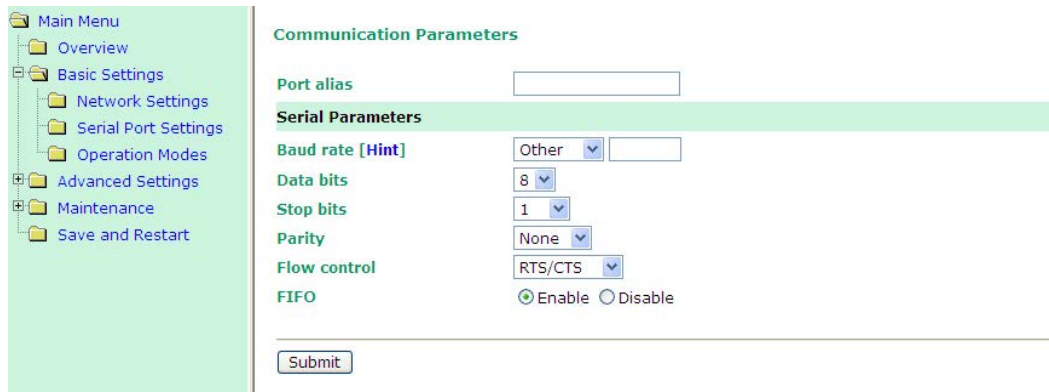 Main Menu
Overview
Basic Settings
Network Settings
Serial Port Settings
Operation Modes
Advanced Settings
Maintenance
Save and Restart
Communication Parameters
Port alias
Serial Parameters
Baud rate [Hint] Other
Data bits 8
Stop bits 1
Parity None
Flow control RTS/CTS
FIFO Enable Disable
Submit